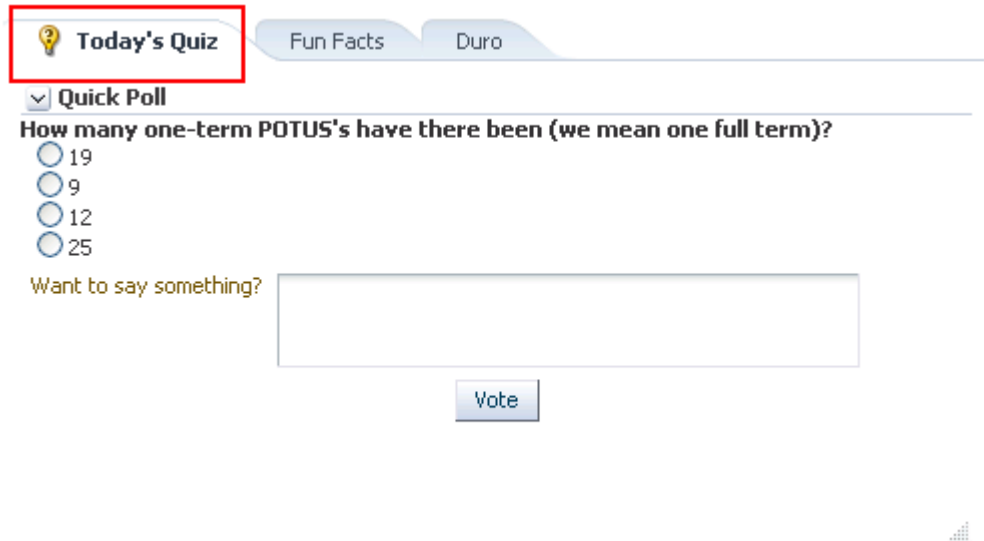 Today's Quiz Fun Facts Duro
Quick Poll
How many one-term POTUS's have there been (we mean one full term)?
19
9
12
25
Want to say something?
Vote